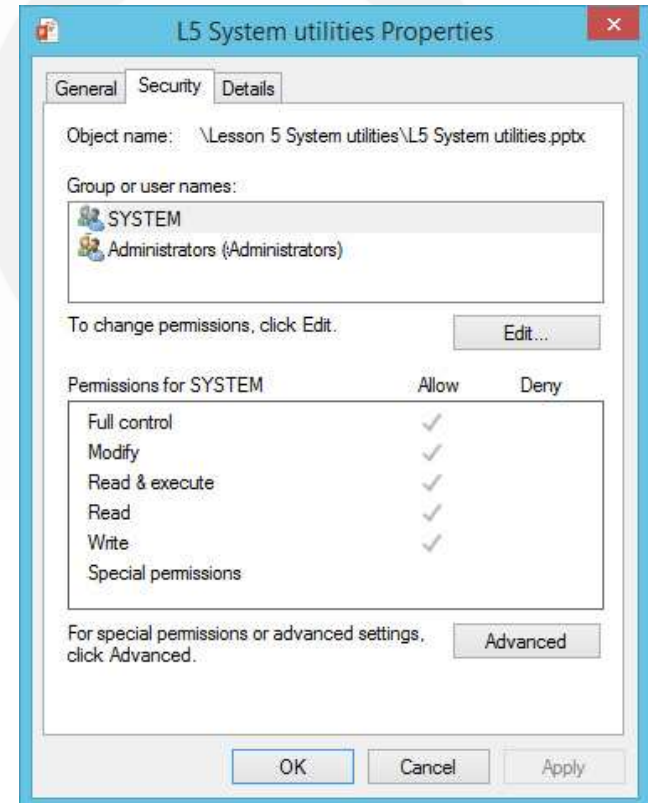 L5 System utilities Properties
General Security Details
Object name: \Lesson 5 System utilities\L5 System utilities.pptx
Group or user names:
SYSTEM
Administrators (:Administrators)
To change permissions, click Edit.
Edit...
Permissions for SYSTEM Allow Deny
Full control
Modify
Read & execute
Read
Write
Special permissions
For special permissions or advanced settings,
click Advanced.
Advanced
OK Cancel Apply